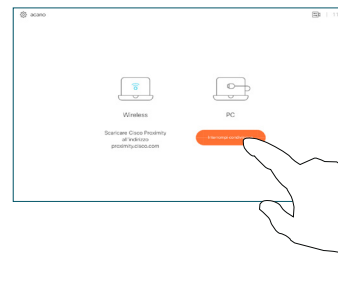 acano
Wireless
PC
Scaricare Cisco Proximity
all'indirizzo
proximity.cisco.com